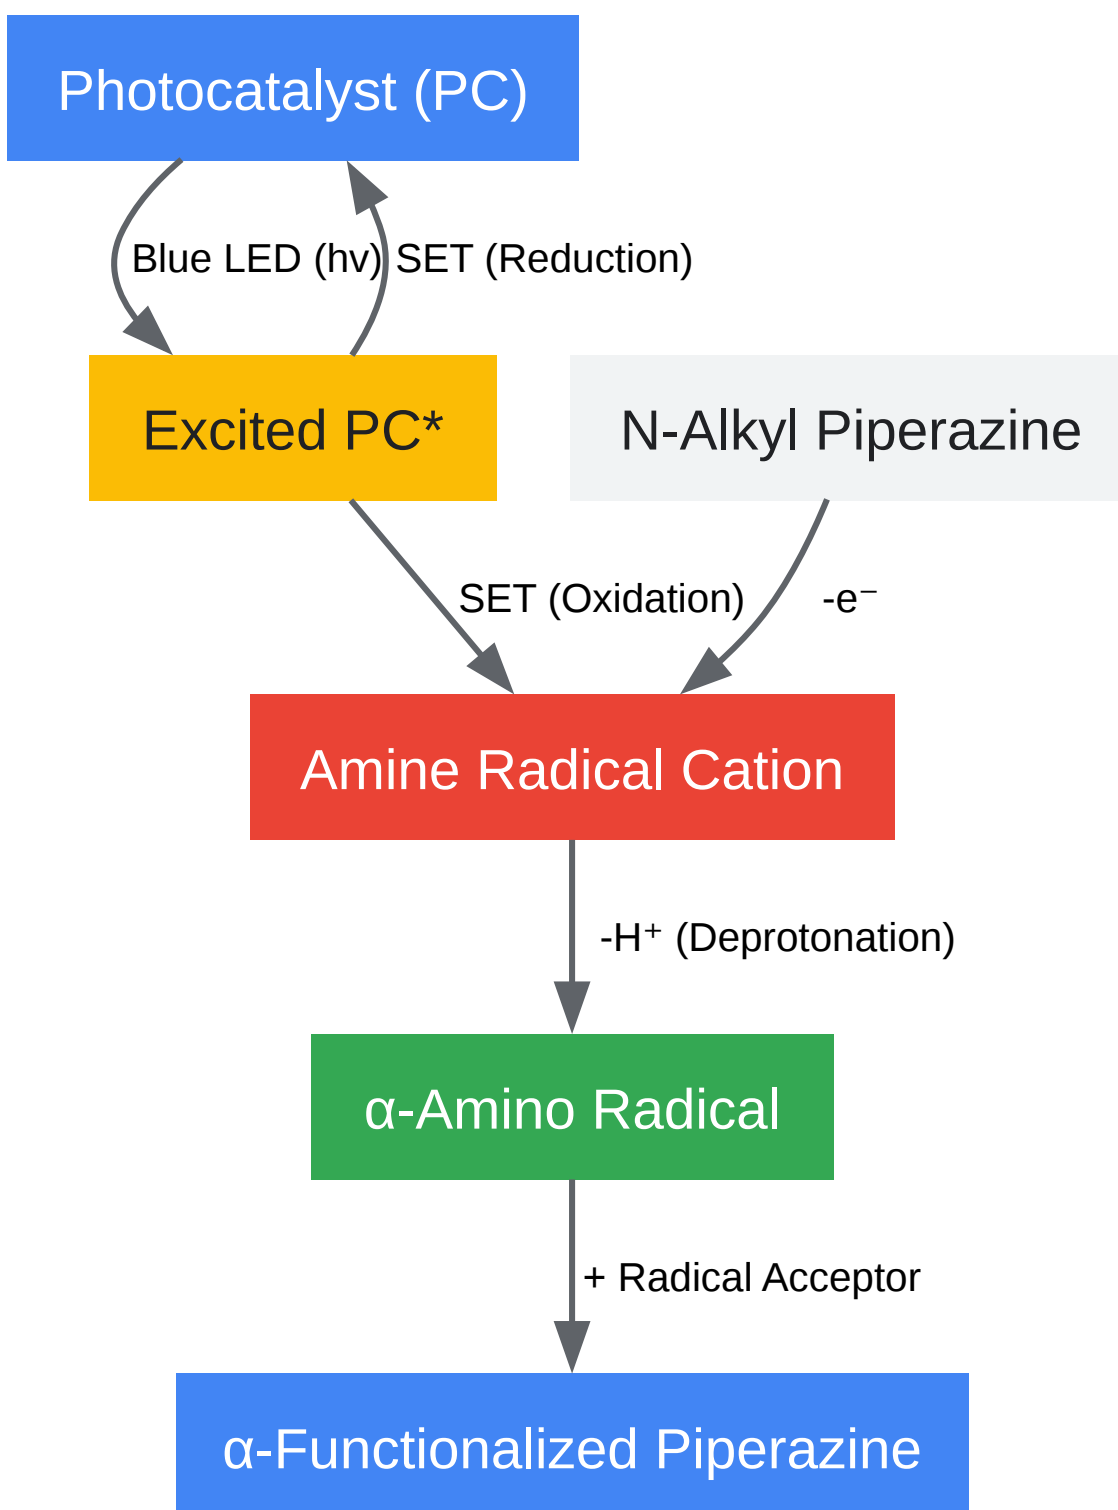 Photocatalyst (PC)
Blue LED (hv)
SET (Reduction)
Excited PC*
N-Alkyl Piperazine
SET (Oxidation)
-e⁻
Amine Radical Cation
-H⁺ (Deprotonation)
α-Amino Radical
+ Radical Acceptor
α-Functionalized Piperazine